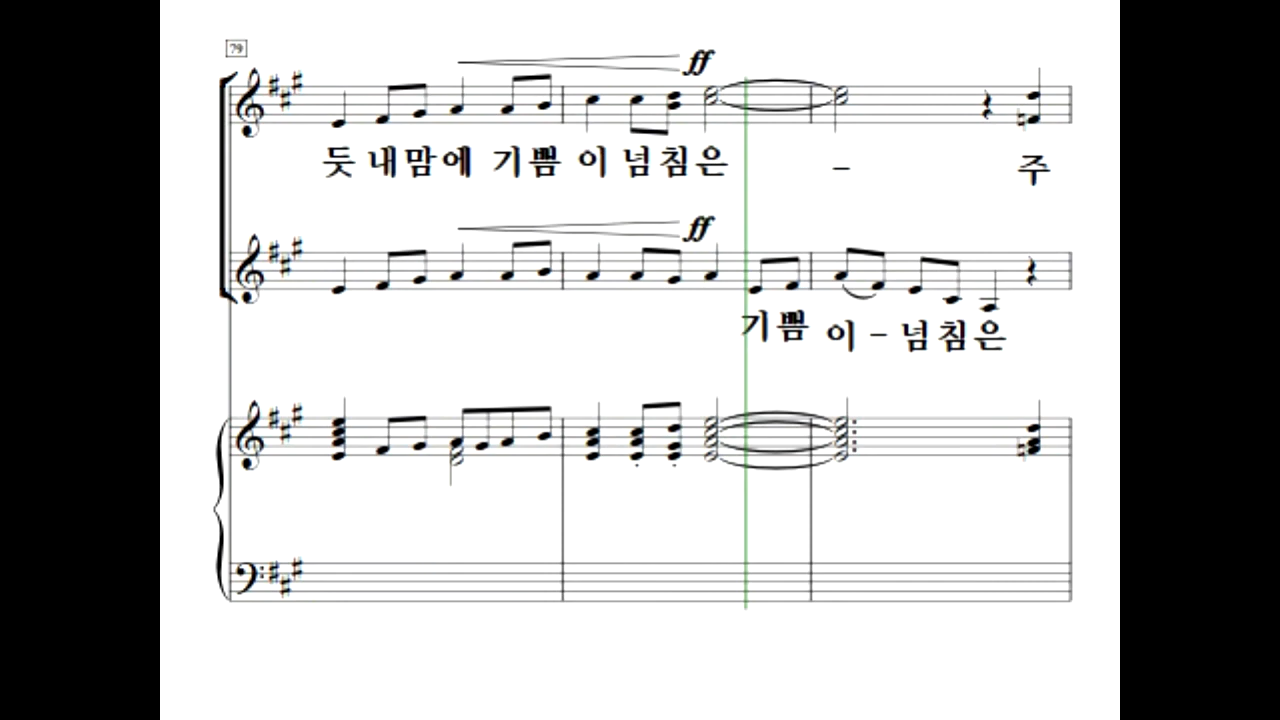 79
ff
듯 내 맘 에 기 쁨 이 넘 침 은 – 주
ff
기 쁨 이 – 넘 침 은